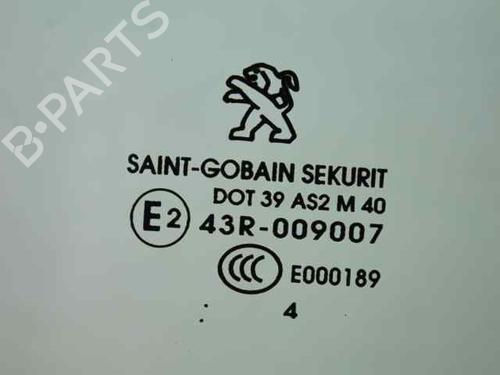 B-PARTS
SAINT-GOBAIN SEKURIT
DOT 39 AS2 M 40
E2 43R-009007
CCC E000189
: 4